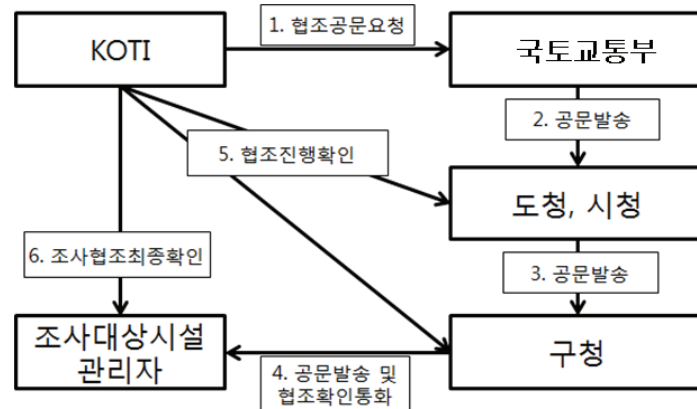 KOTI
1. 협조공문요청
국토교통부
2. 공문발송
5. 협조진행확인
도청, 시청
6. 조사협조최종확인
3. 공문발송
조사대상시설
관리자
4. 공문발송 및
협조확인통화
구청